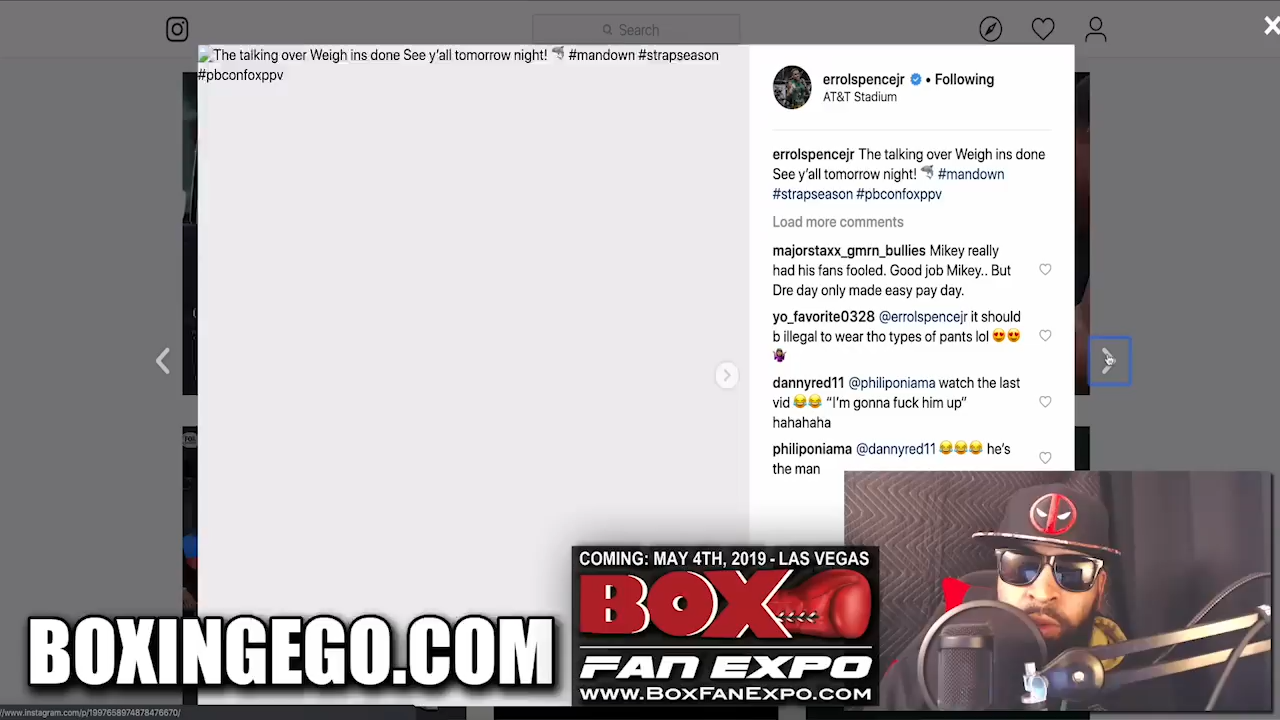 Search
The talking over Weigh ins done See y'all tomorrow night! 🦈 #mandown #strapseason
#pbconfoxppv
errolspencejr • Following
AT&T Stadium
errolspencejr The talking over Weigh ins done
See y'all tomorrow night! 🦈 #mandown
#strapseason #pbconfoxppv
Load more comments
majorstaxx_gmrn_bullies Mikey really
had his fans fooled. Good job Mikey.. But
Dre day only made easy pay day.
yo_favorite0328 @errolspencejr it should
b illegal to wear tho types of pants lol 😍😍
🤷🏾‍♀️
dannyred11 @philiponiama watch the last
vid 😂😂 “I'm gonna fuck him up”
hahahaha
philiponiama @dannyred11 😂😂😂 he's
the man
COMING: MAY 4TH, 2019 - LAS VEGAS
BOX
FAN EXPO
www.BoxFanExpo.com
BOXINGEGO.COM
//www.instagram.com/p/1997658974878476670/